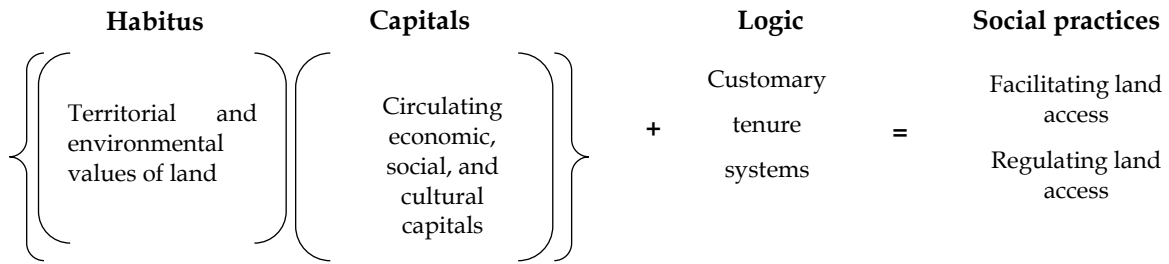 Habitus
Capitals
Logic
Social practices
Territorial and
environmental
values of land
Circulating
economic,
social, and
cultural
capitals
+
Customary
tenure
systems
=
Facilitating land
access
Regulating land
access